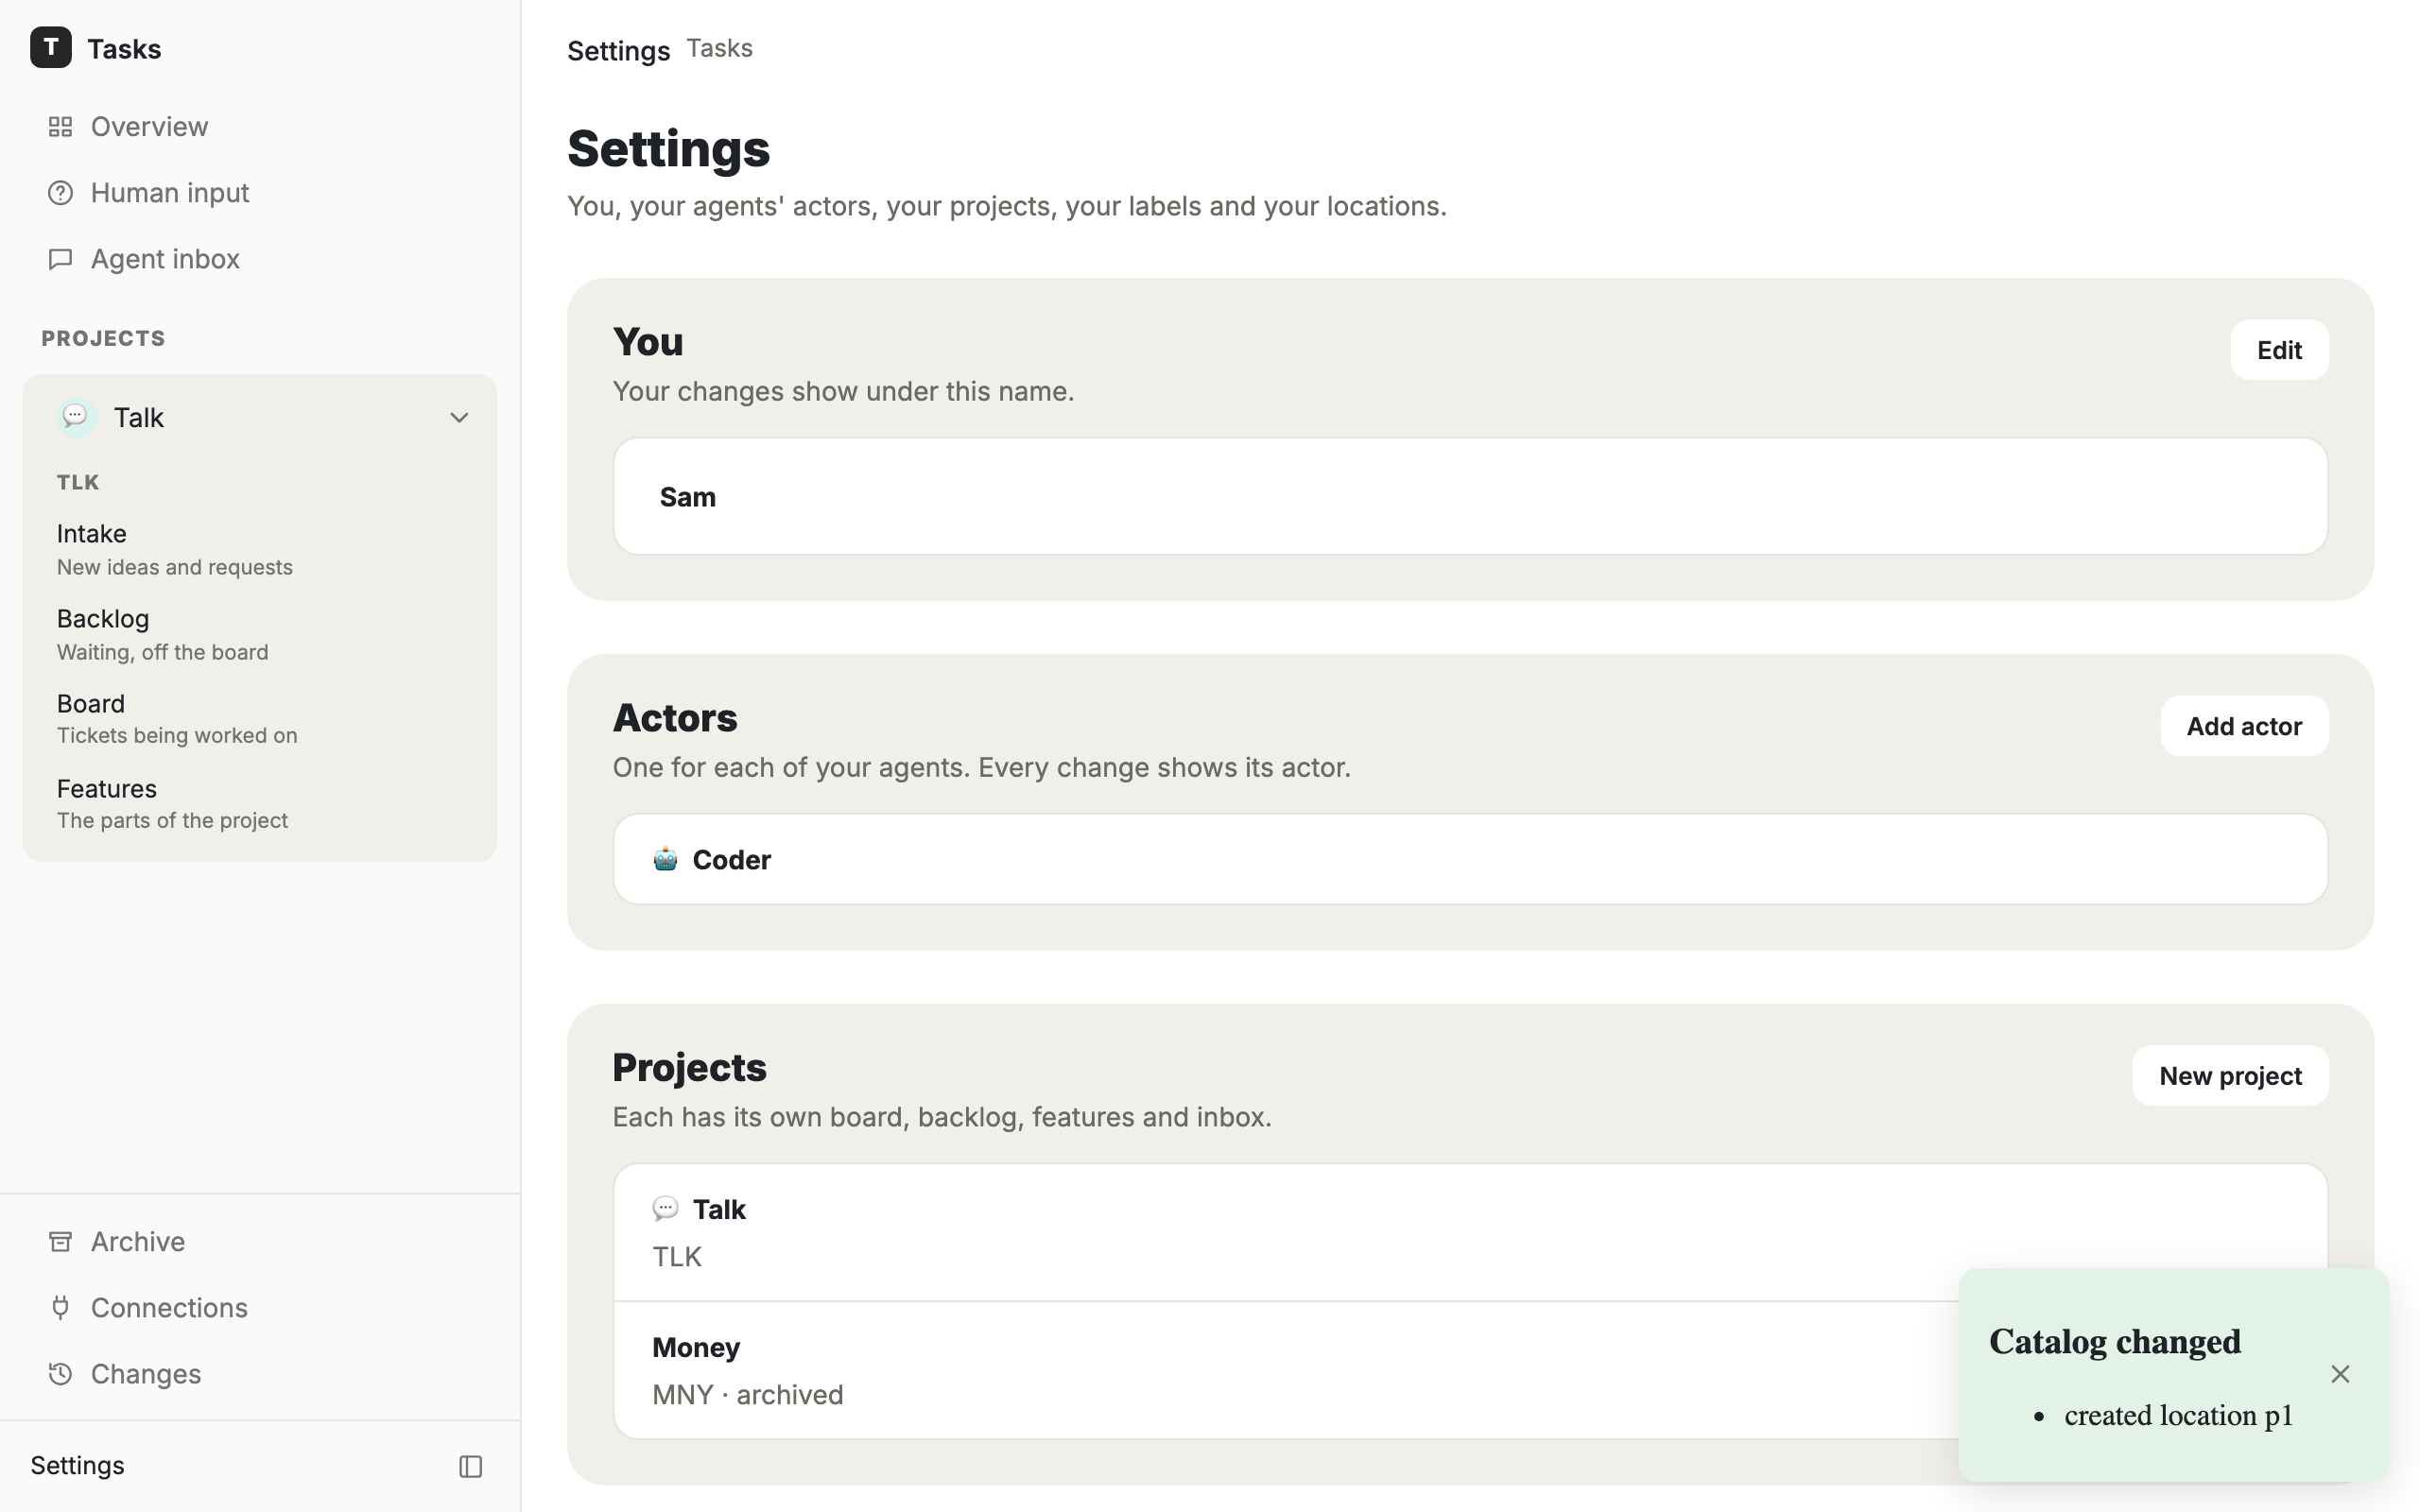 T Tasks
Overview
Human input
Agent inbox
PROJECTS
Talk
TLK
Intake
New ideas and requests
Backlog
Waiting, off the board
Board
Tickets being worked on
Features
The parts of the project
Archive
Connections
Changes
Settings
Settings Tasks
Settings
You, your agents' actors, your projects, your labels and your locations.
You
Edit
Your changes show under this name.
Sam
Actors
Add actor
One for each of your agents. Every change shows its actor.
Coder
Projects
New project
Each has its own board, backlog, features and inbox.
Talk
TLK
Money
MNY · archived
Catalog changed
• created location p1